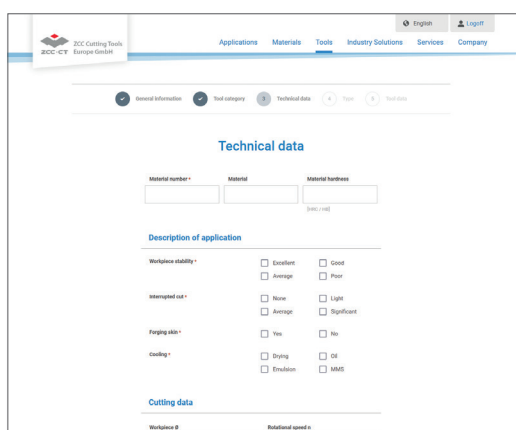 English Logoff
ZCC Cutting Tools
Europe GmbH
ZCC-CT
Applications Materials Tools Industry Solutions Services Company
General information Tool category 3 Technical data 4 Type 5 Tool data
Technical data
Material number * Material Material hardness
Description of application
Workpiece stability * Excellent Good
Average Poor
Interrupted cut * None Light
Average Significant
Forging skin * Yes No
Cooling * Drying Oil
Emulsion MMS
Cutting data
Workpiece Ø Rotational speed n